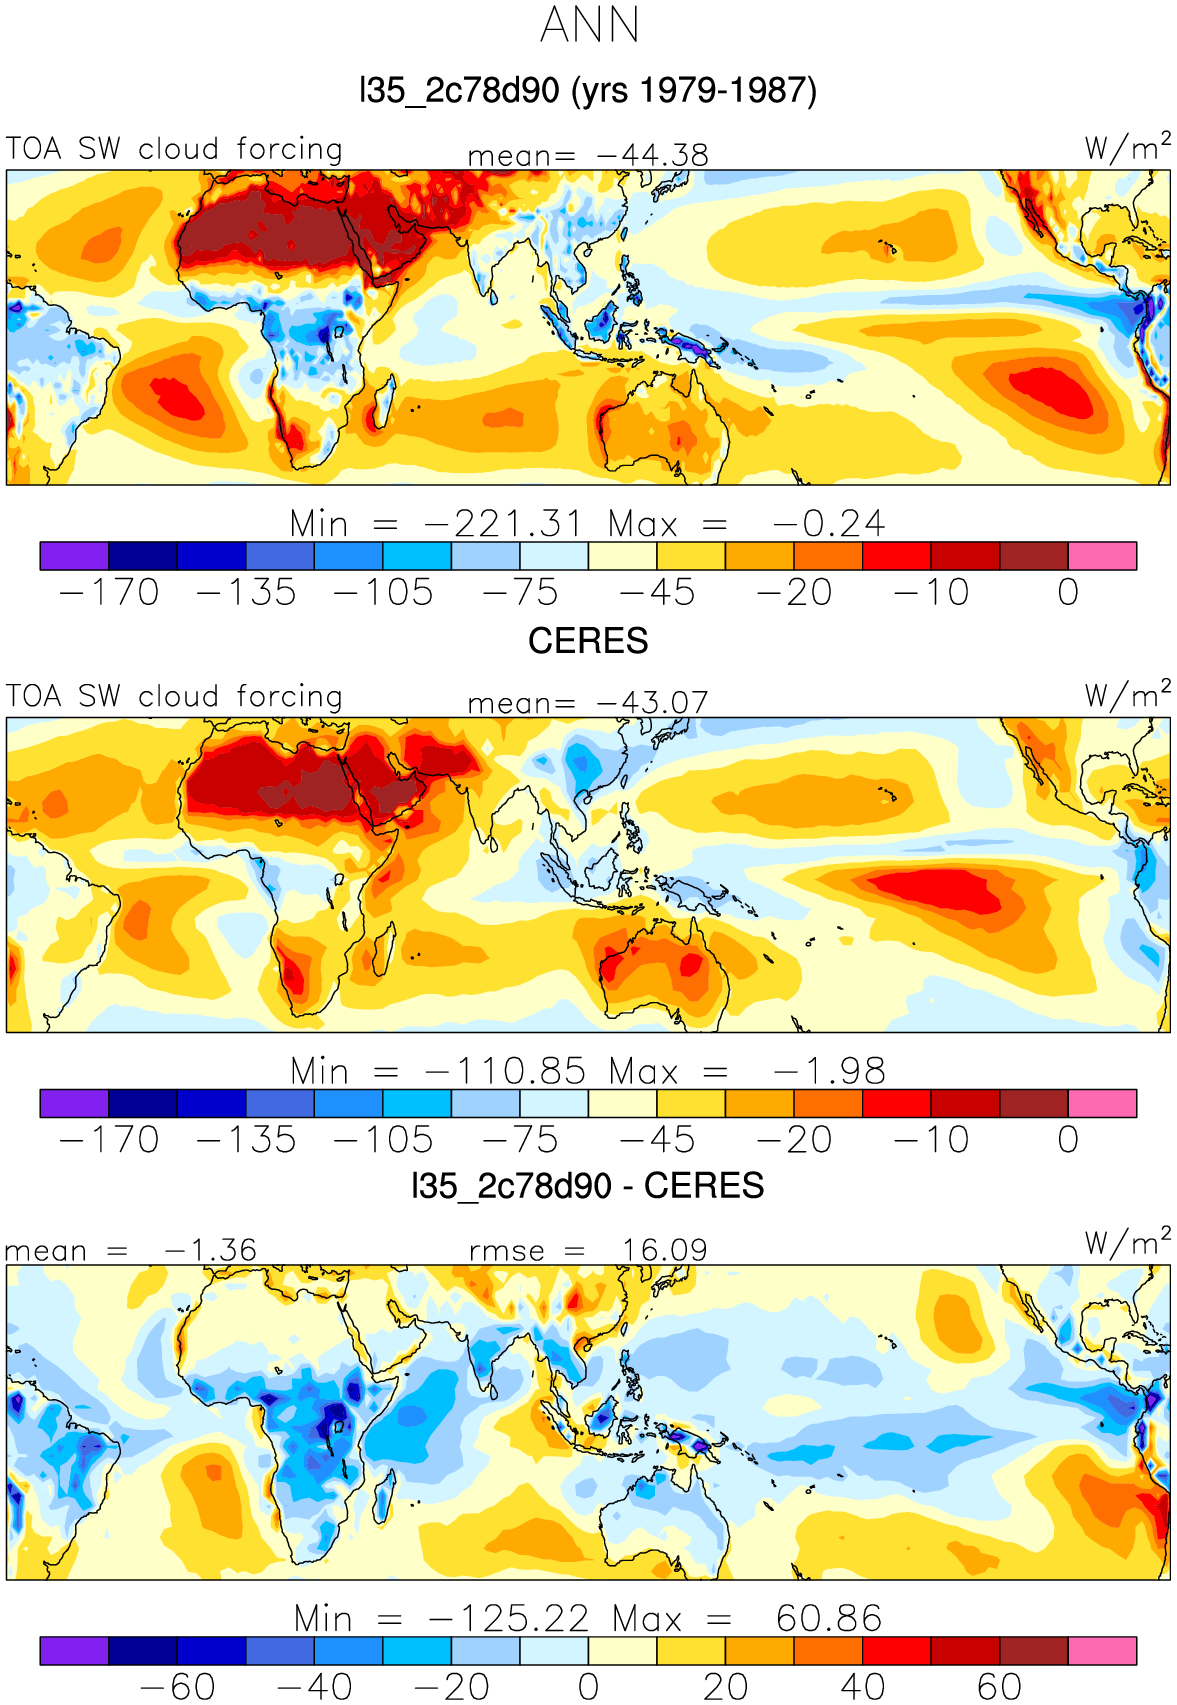 ANN
l35_2c78d90 (yrs 1979-1987)
TOA SW cloud forcing mean= -44.38 W/m²
Min = -221.31 Max = -0.24
-170 -135 -105 -75 -45 -20 -10 0
CERES
TOA SW cloud forcing mean= -43.07 W/m²
Min = -110.85 Max = -1.98
-170 -135 -105 -75 -45 -20 -10 0
l35_2c78d90 - CERES
mean = -1.36 rmse = 16.09 W/m²
Min = -125.22 Max = 60.86
-60 -40 -20 0 20 40 60